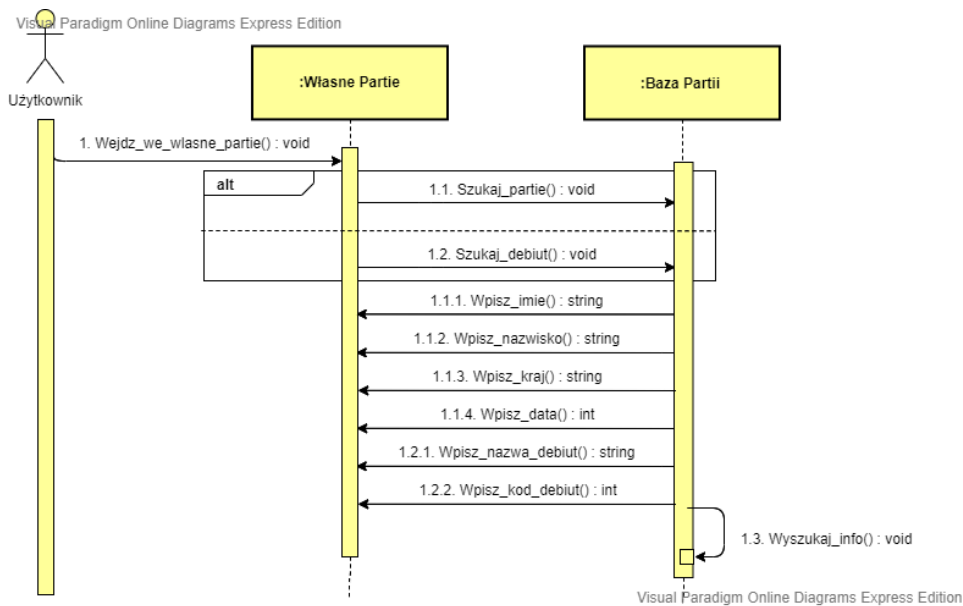 Visual Paradigm Online Diagrams Express Edition
Użytkownik
:Własne Partie
:Baza Partii
1. Wejdz_we_wlasne_partie() : void
alt
1.1. Szukaj_partie() : void
1.2. Szukaj_debiut() : void
1.1.1. Wpisz_imie() : string
1.1.2. Wpisz_nazwisko() : string
1.1.3. Wpisz_kraj() : string
1.1.4. Wpisz_data() : int
1.2.1. Wpisz_nazwa_debiut() : string
1.2.2. Wpisz_kod_debiut() : int
1.3. Wyszukaj_info() : void
Visual Paradigm Online Diagrams Express Edition